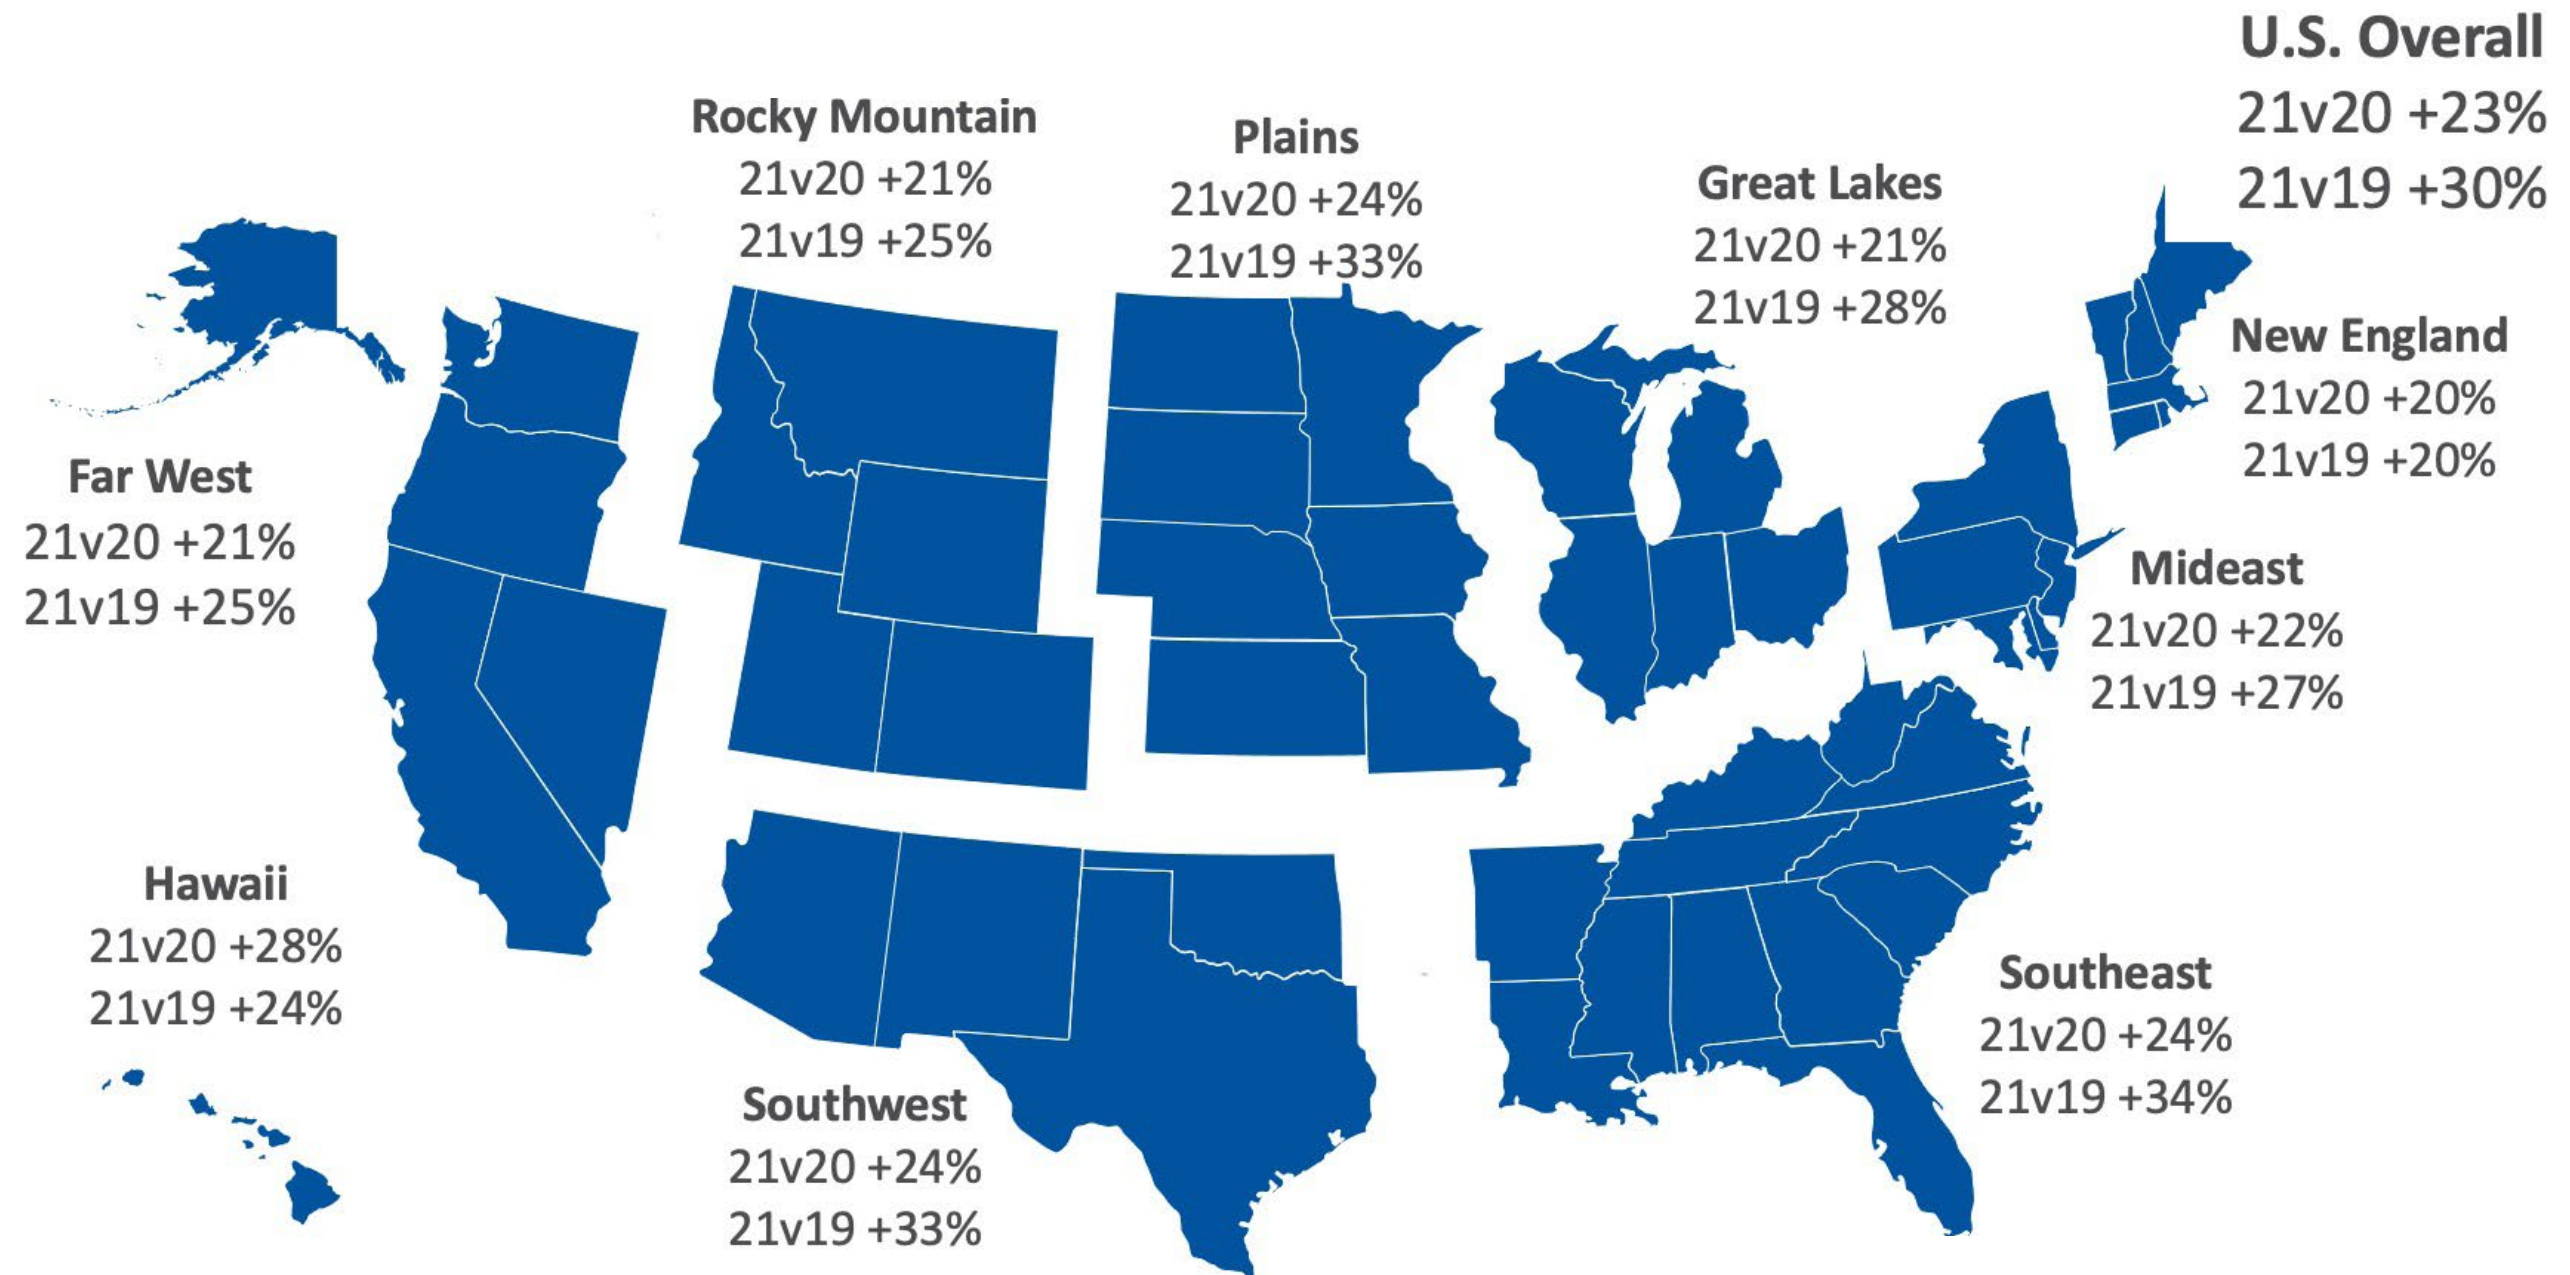 U.S. Overall
21v20 +23%
21v19 +30%
Rocky Mountain
21v20 +21%
21v19 +25%
Plains
21v20 +24%
21v19 +33%
Great Lakes
21v20 +21%
21v19 +28%
New England
21v20 +20%
21v19 +20%
Far West
21v20 +21%
21v19 +25%
Mideast
21v20 +22%
21v19 +27%
Hawaii
21v20 +28%
21v19 +24%
Southeast
21v20 +24%
21v19 +34%
Southwest
21v20 +24%
21v19 +33%